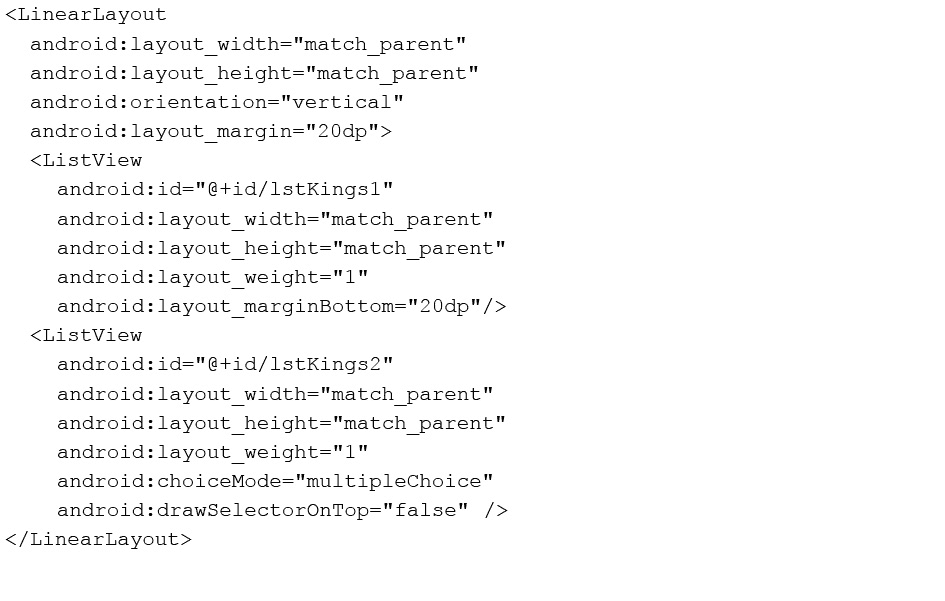 <LinearLayout
android:layout_width="match_parent"
android:layout_height="match_parent"
android:orientation="vertical"
android:layout_margin="20dp">
<ListView
android:id="@+id/lstKings1"
android:layout_width="match_parent"
android:layout_height="match_parent"
android:layout_weight="1"
android:layout_marginBottom="20dp"/>
<ListView
android:id="@+id/lstKings2"
android:layout_width="match_parent"
android:layout_height="match_parent"
android:layout_weight="1"
android:choiceMode="multipleChoice"
android:drawSelectorOnTop="false" />
</LinearLayout>